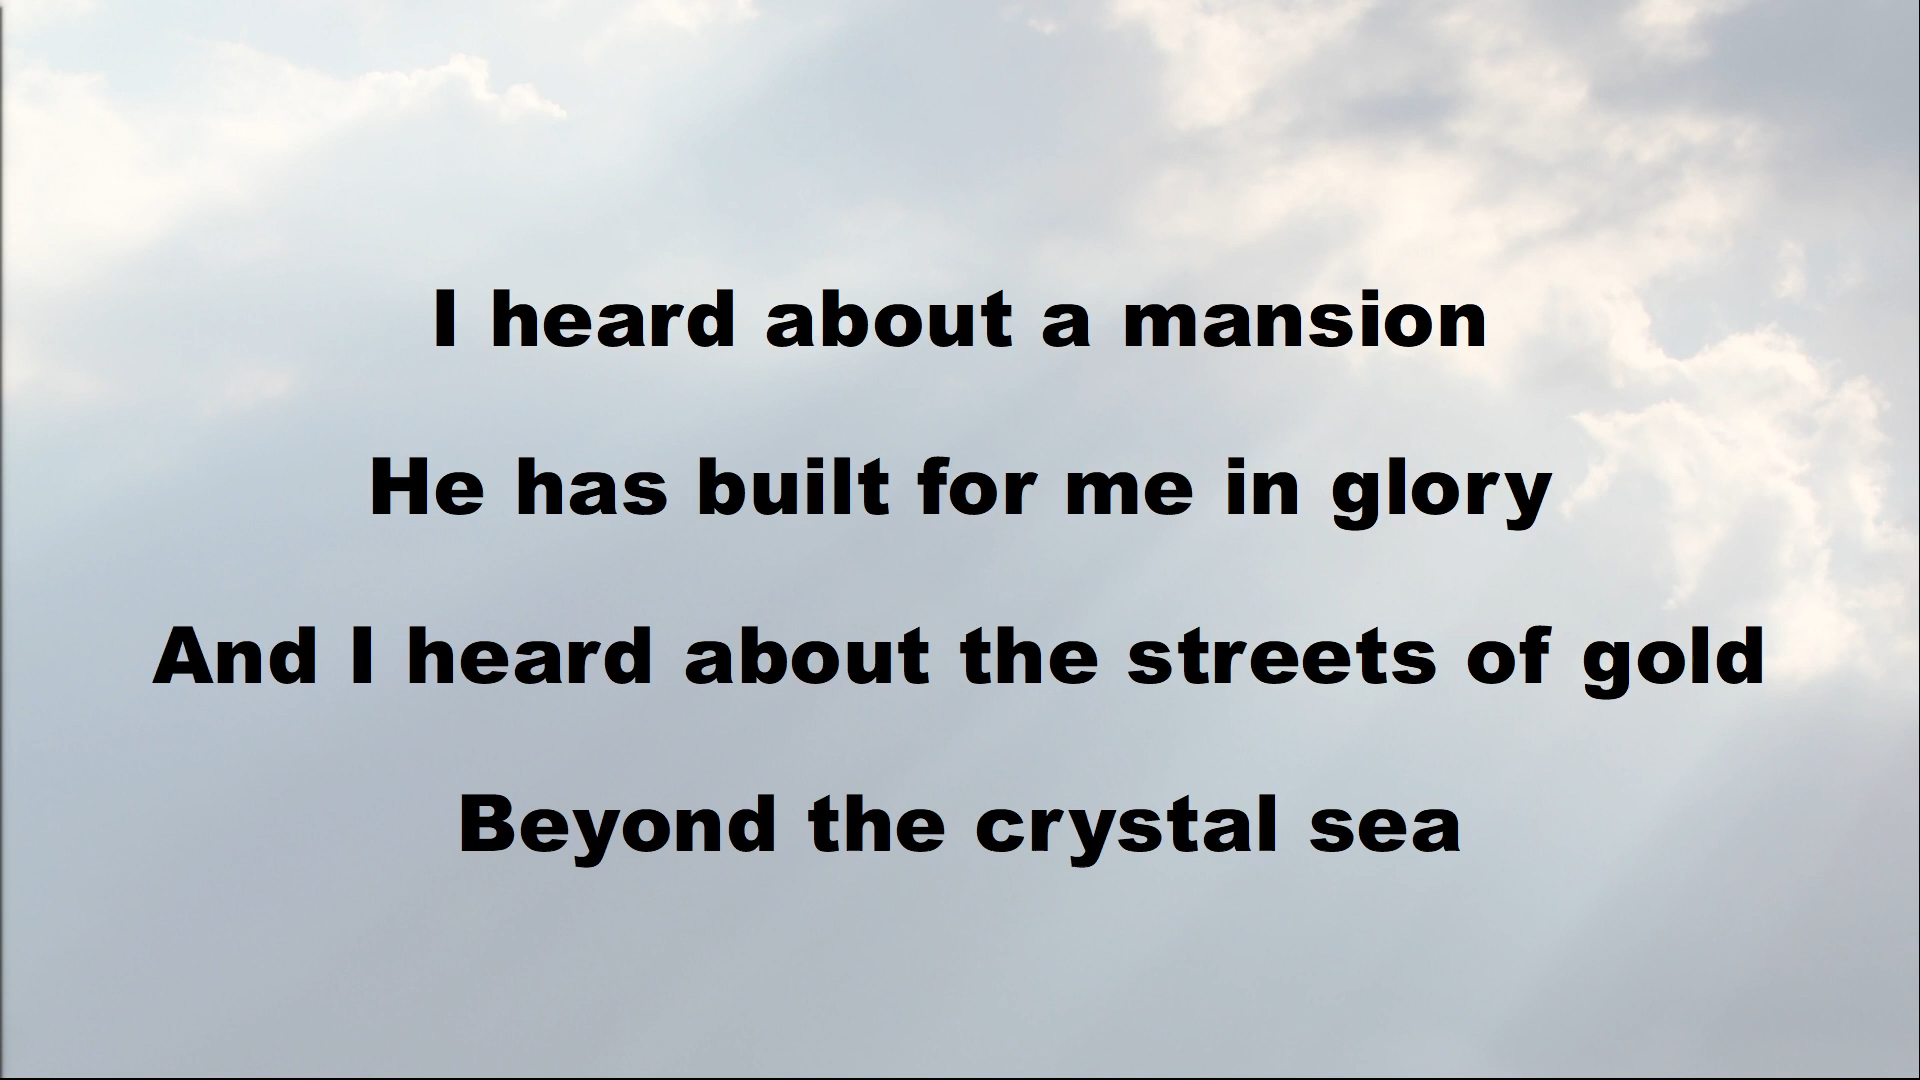 I heard about a mansion
He has built for me in glory
And I heard about the streets of gold
Beyond the crystal sea